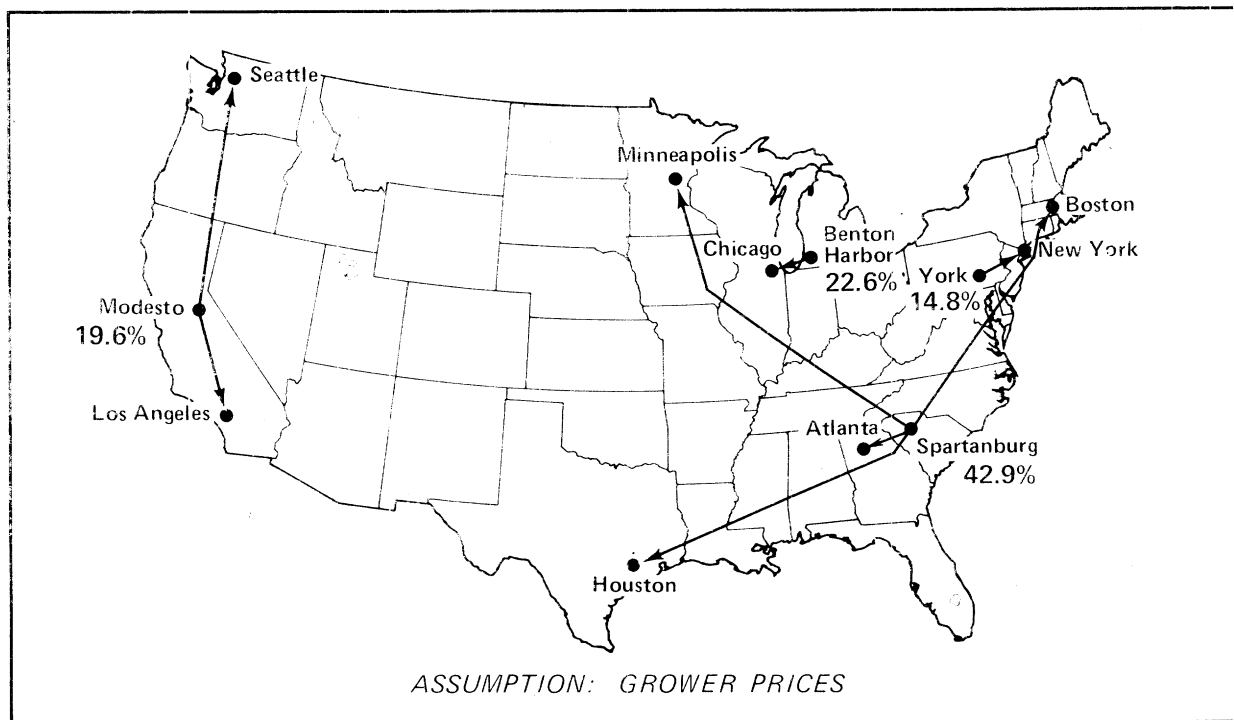 Seattle
Minneapolis
Boston
Chicago
Benton
Harbor
22.6%
New York
York
14.8%
Modesto
19.6%
Los Angeles
Atlanta
Spartanburg
42.9%
Houston
ASSUMPTION: GROWER PRICES